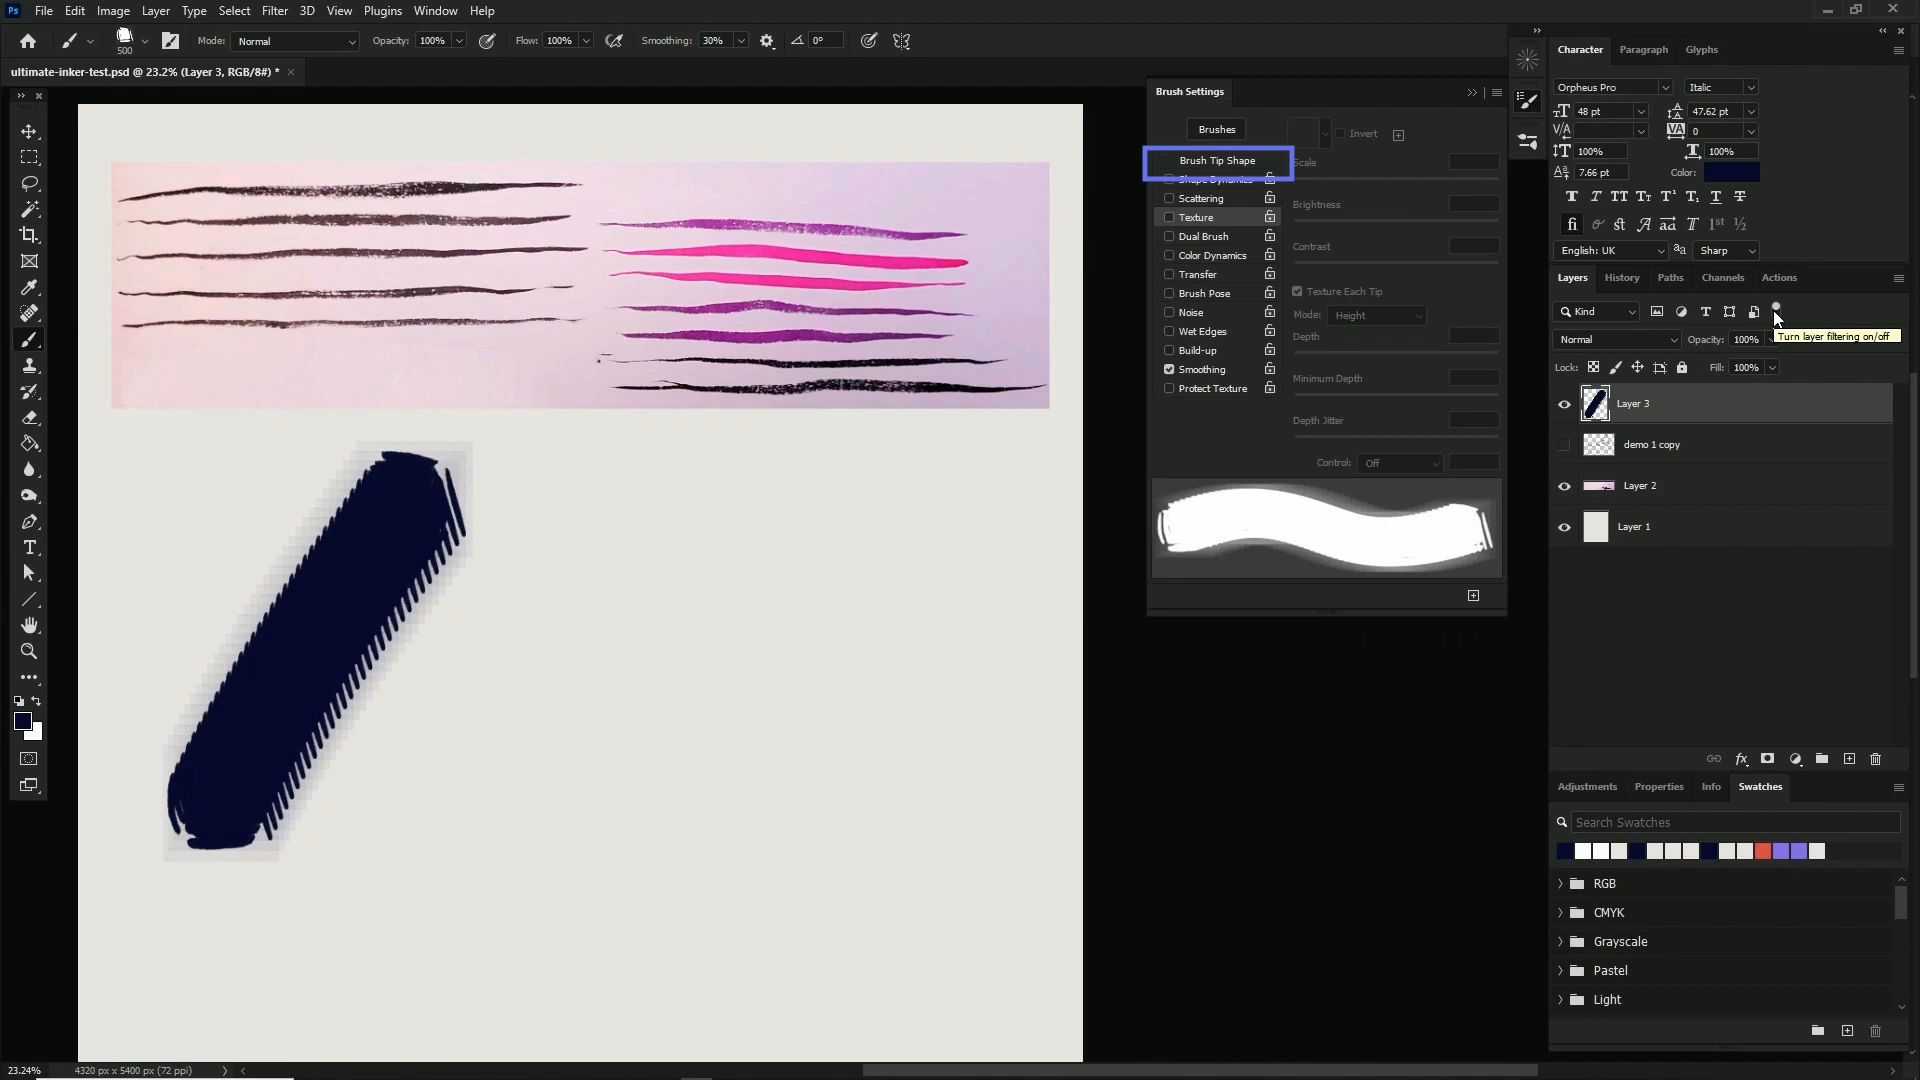 Ps File Edit Image Layer Type Select Filter 3D View Plugins Window Help
500 Mode: Normal Opacity: 100% Flow: 100% Smoothing: 30% 0°
ultimate-inker-test.psd @ 23.2% (Layer 3, RGB/8#) *
Brush Settings
Brushes
Invert
Brush Tip Shape
Scale
Shape Dynamics
Scattering
Brightness
Texture
Dual Brush
Contrast
Color Dynamics
Transfer
Brush Pose
Texture Each Tip
Noise
Mode: Height
Wet Edges
Depth
Build-up
Smoothing
Minimum Depth
Protect Texture
Depth Jitter
Control: Off
Character Paragraph Glyphs
Orpheus Pro Italic
48 pt 47.62 pt
0
100% 100%
7.66 pt Color:
English: UK Sharp
Layers History Paths Channels Actions
Kind
Turn layer filtering on/off
Normal Opacity: 100%
Lock: Fill: 100%
Layer 3
demo 1 copy
Layer 2
Layer 1
Adjustments Properties Info Swatches
Search Swatches
RGB
CMYK
Grayscale
Pastel
Light
23.24% 4320 px x 5400 px (72 ppi)